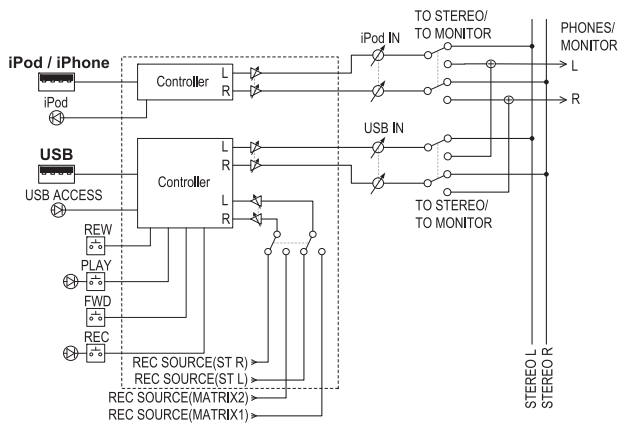 TO STEREO/
TO MONITOR
iPod IN
PHONES/
MONITOR
iPod / iPhone
Controller
L
R
L
R
iPod
USB IN
USB
L
R
Controller
L
R
USB ACCESS
TO STEREO/
TO MONITOR
REW
PLAY
FWD
REC
REC SOURCE(ST R)
REC SOURCE(ST L)
REC SOURCE(MATRIX2)
REC SOURCE(MATRIX1)
STEREO L
STEREO R